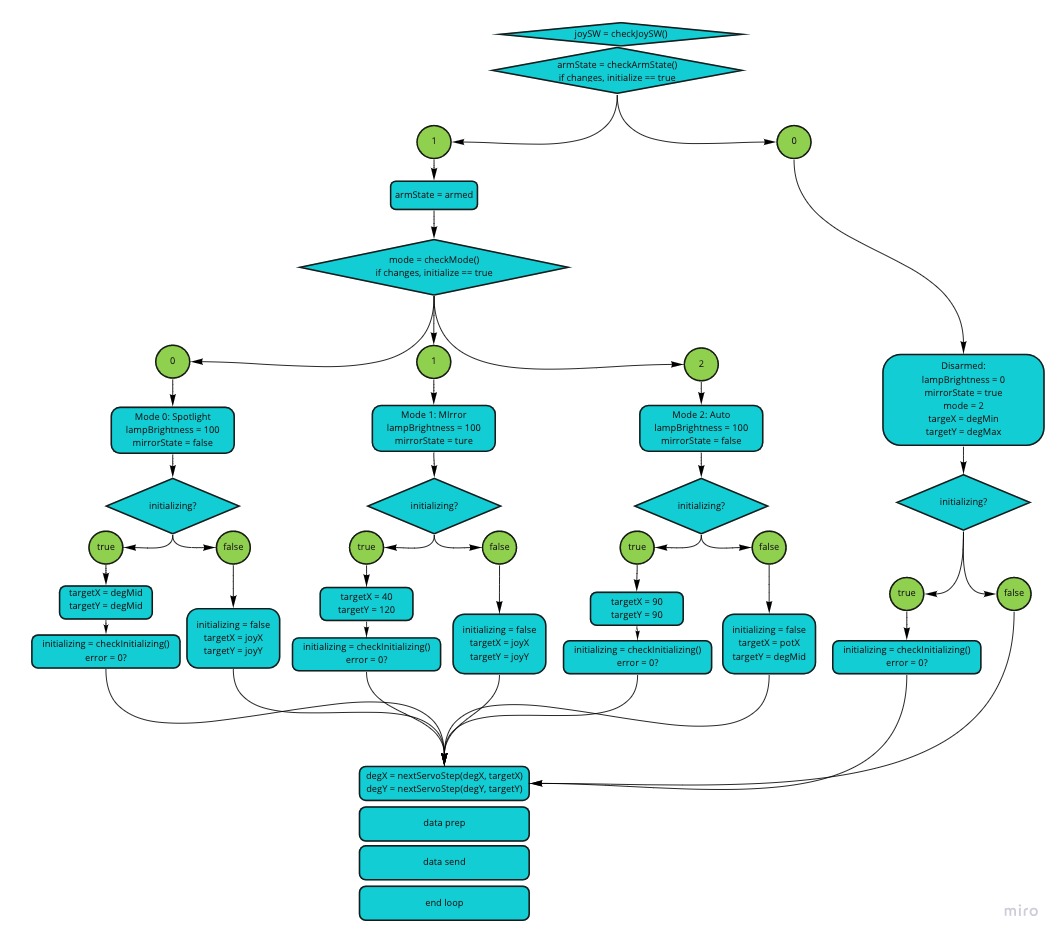 joySW = checkJoySW()
armState = checkArmState()
if changes, initialize == true
1
0
armState = armed
mode = checkMode()
if changes, initialize == true
0
1
2
Mode 0: Spotlight
lampBrightness = 100
mirrorState = false
Mode 1: MIrror
lampBrightness = 100
mirrorState = ture
Mode 2: Auto
lampBrightness = 100
mirrorState = false
Disarmed:
lampBrightness = 0
mirrorState = true
mode = 2
targeX = degMin
targetY = degMax
initializing?
initializing?
initializing?
initializing?
true
false
true
false
true
false
true
false
targetX = degMid
targetY = degMid
initializing = checkInitializing()
error = 0?
initializing = false
targetX = joyX
targetY = joyY
targetX = 40
targetY = 120
initializing = checkInitializing()
error = 0?
initializing = false
targetX = joyX
targetY = joyY
targetX = 90
targetY = 90
initializing = checkInitializing()
error = 0?
initializing = false
targetX = potX
targetY = degMid
initializing = checkInitializing()
error = 0?
degX = nextServoStep(degX, targetX)
degY = nextServoStep(degY, targetY)
data prep
data send
end loop
miro